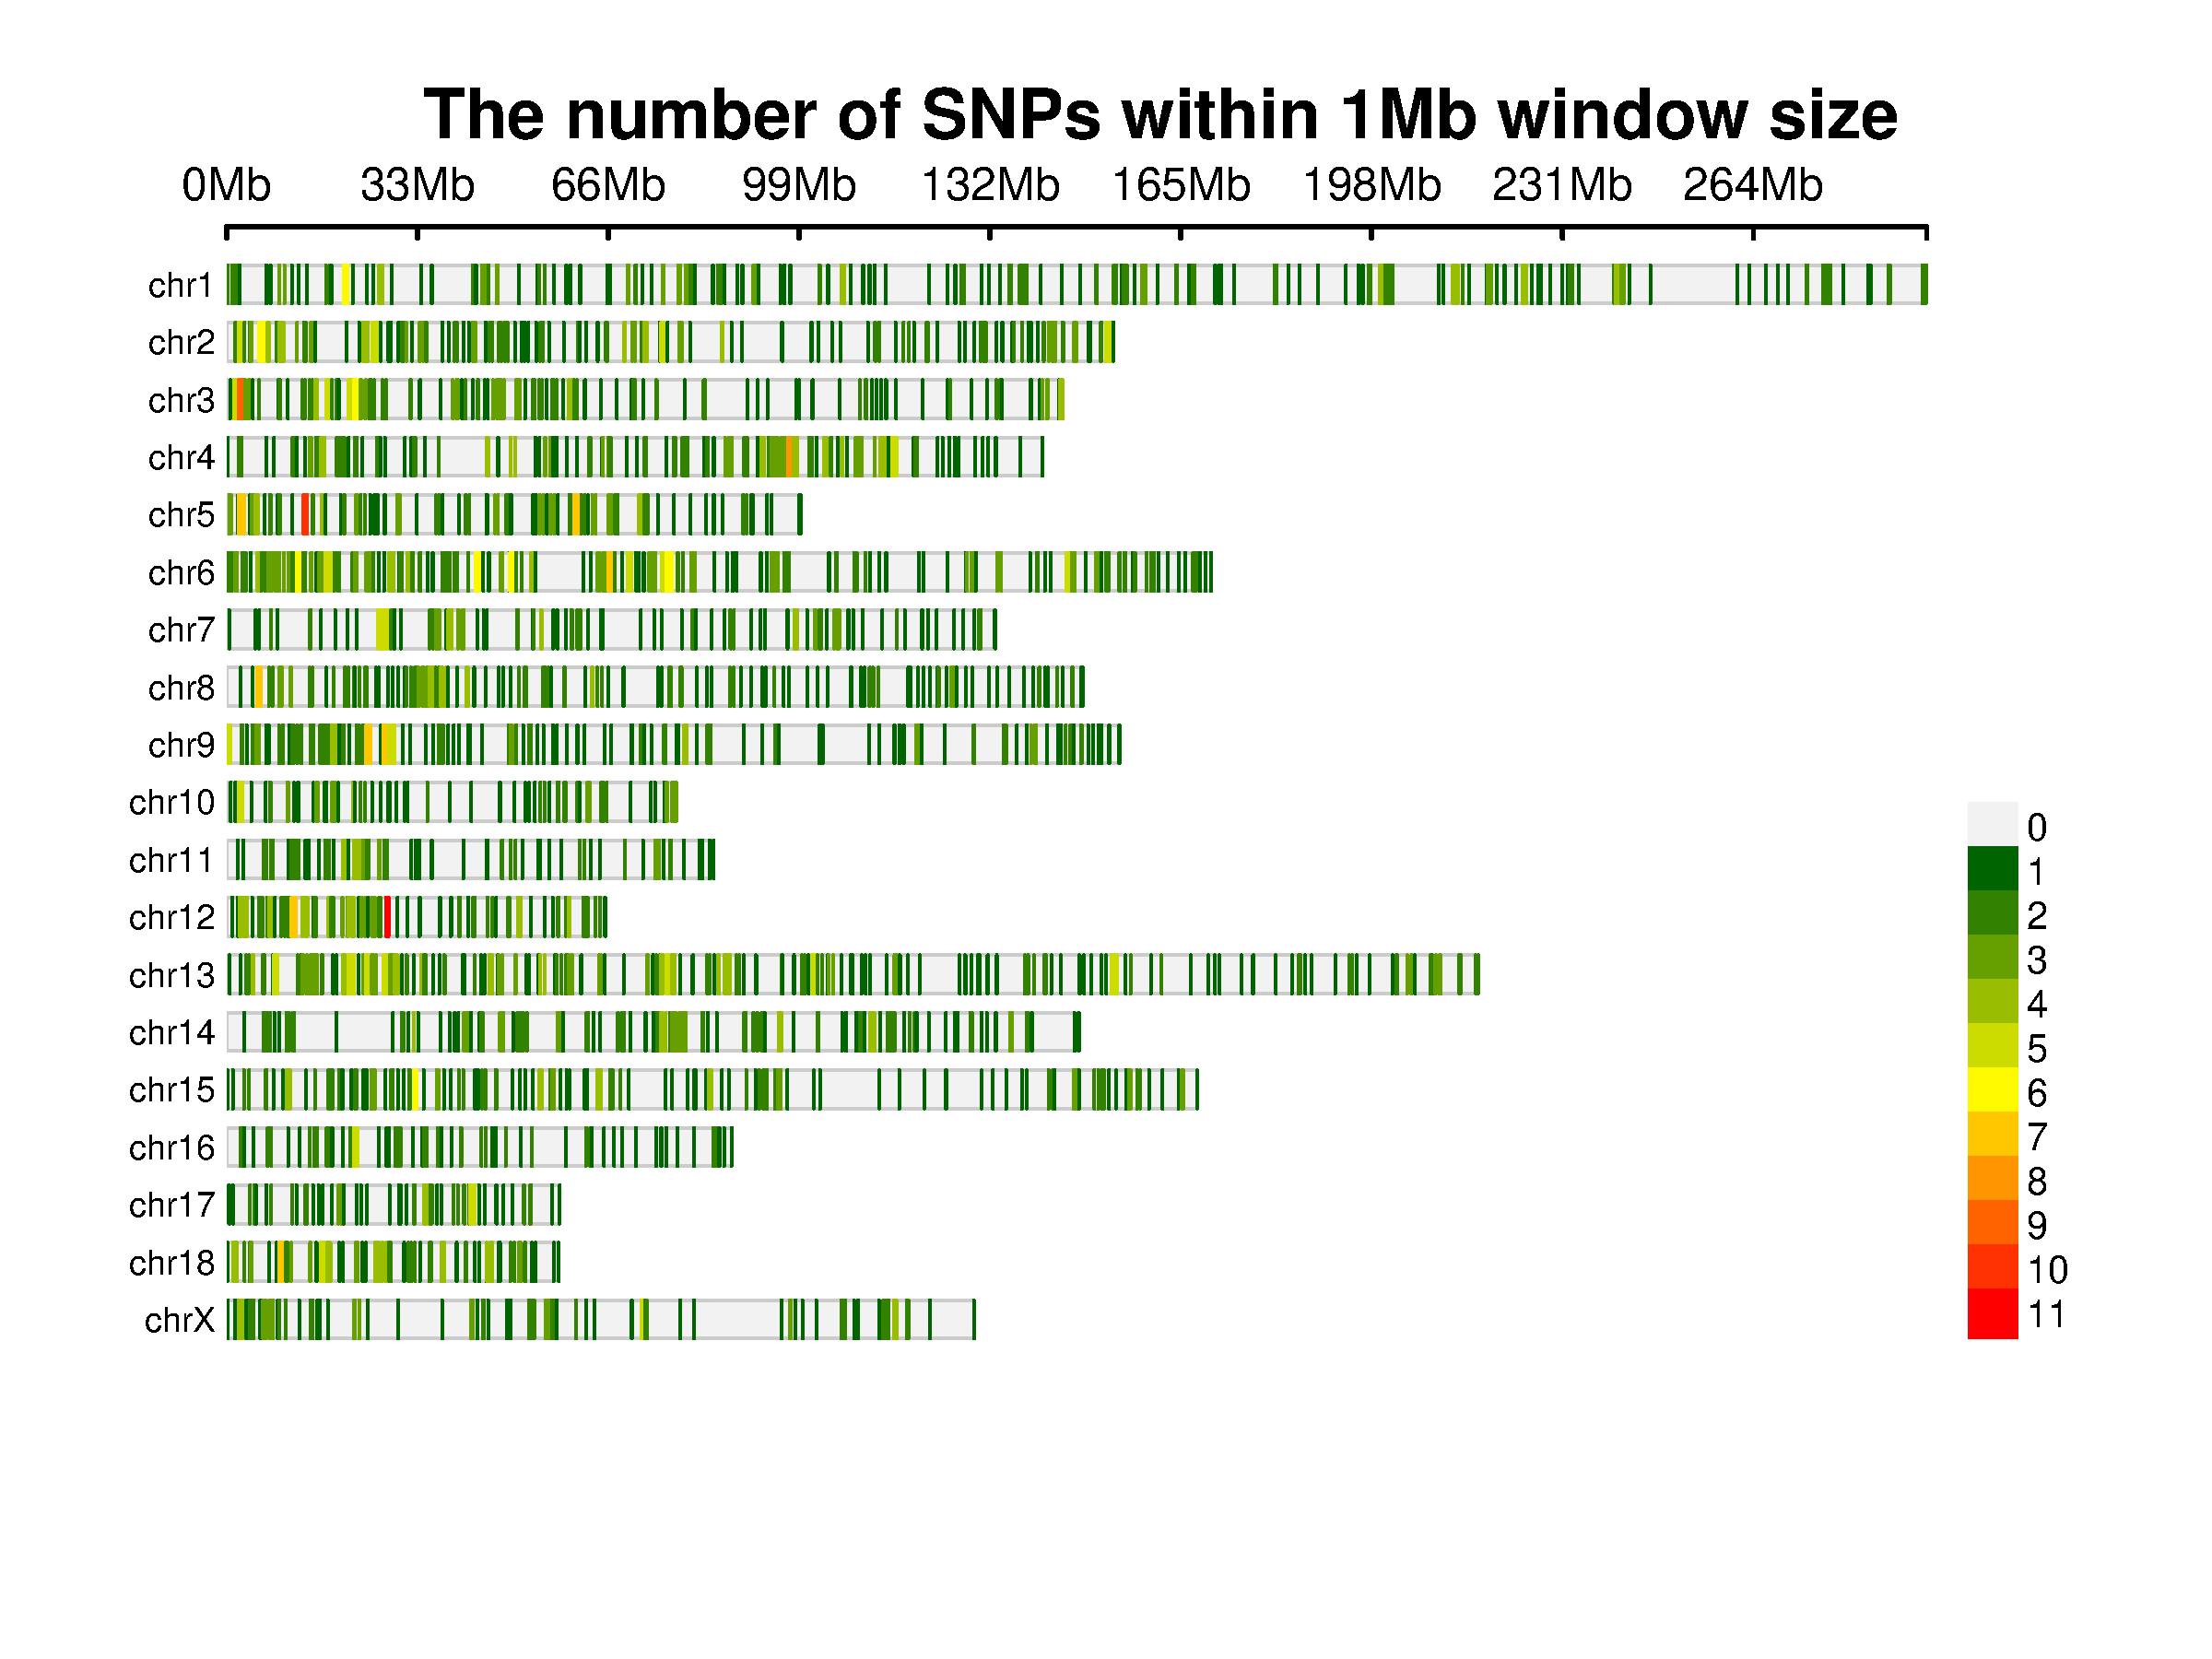 The number of SNPs within 1Mb window size
0Mb 33Mb 66Mb 99Mb 132Mb 165Mb 198Mb 231Mb 264Mb
chr1
chr2
chr3
chr4
chr5
chr6
chr7
chr8
chr9
chr10
chr11
chr12
chr13
chr14
chr15
chr16
chr17
chr18
chrX
0
1
2
3
4
5
6
7
8
9
10
11